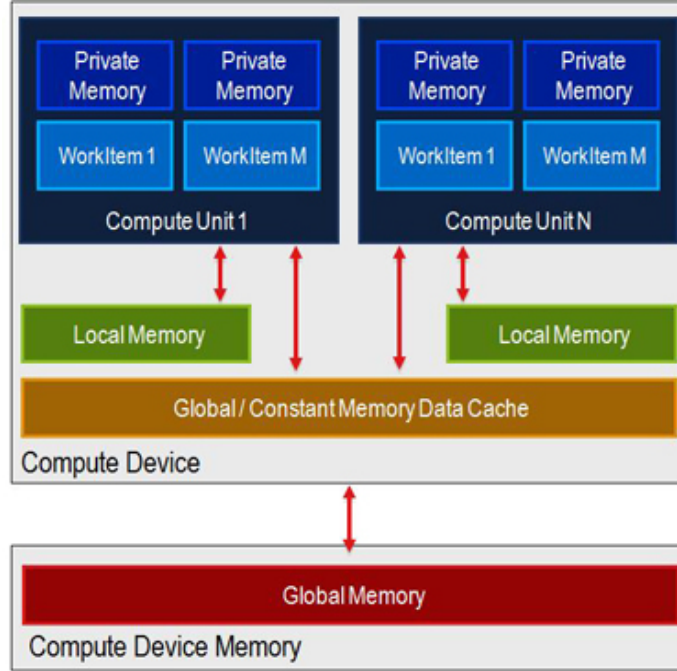 Private Memory
Private Memory
Private Memory
Private Memory
WorkItem 1
WorkItem M
WorkItem 1
WorkItem M
Compute Unit 1
Compute Unit N
Local Memory
Local Memory
Global / Constant Memory Data Cache
Compute Device
Global Memory
Compute Device Memory